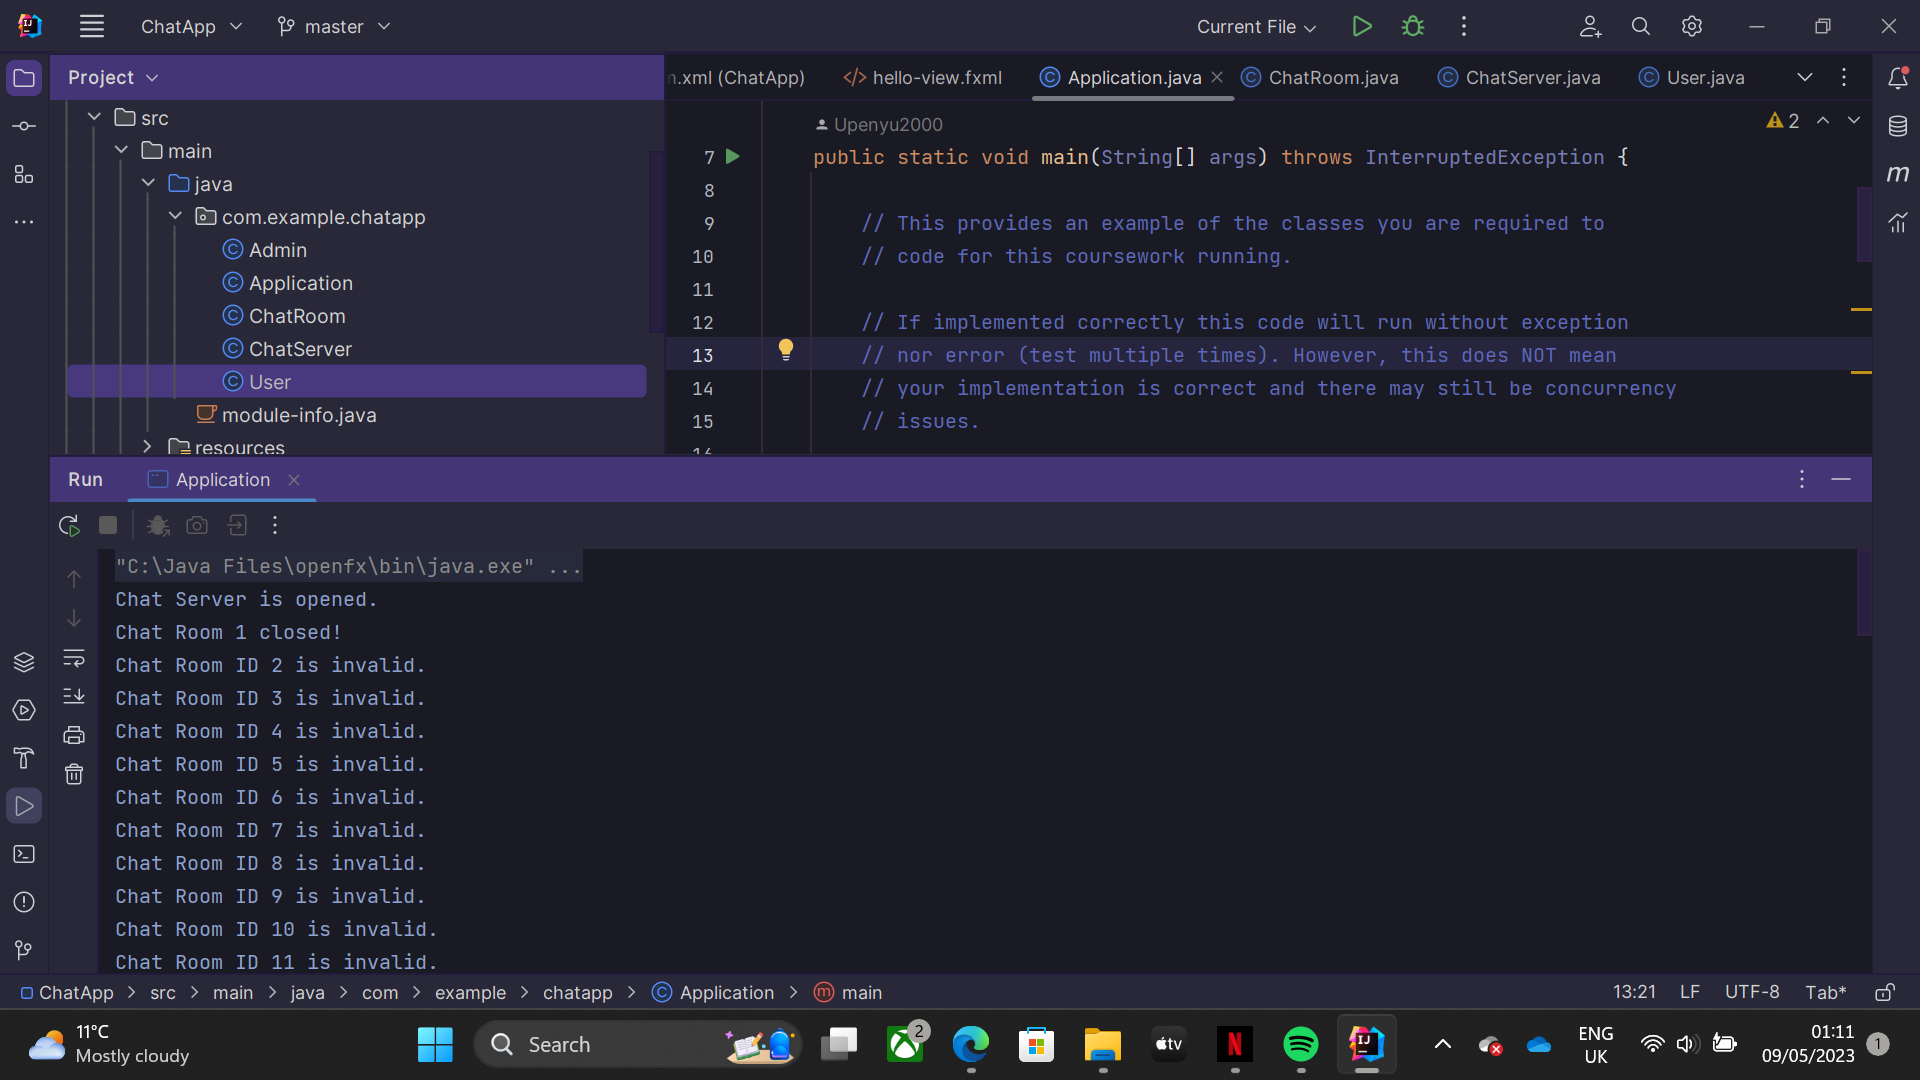 ChatApp
master
Current File
Project
src
main
java
com.example.chatapp
Admin
Application
ChatRoom
ChatServer
User
module-info.java
resources
n.xml (ChatApp)
</> hello-view.fxml
Application.java
ChatRoom.java
ChatServer.java
User.java
Upenyu2000
2
7 public static void main(String[] args) throws InterruptedException {
8
9 // This provides an example of the classes you are required to
10 // code for this coursework running.
11
12 // If implemented correctly this code will run without exception
13 // nor error (test multiple times). However, this does NOT mean
14 // your implementation is correct and there may still be concurrency
15 // issues.
16
Run
Application
"C:\Java Files\openfx\bin\java.exe" ...
Chat Server is opened.
Chat Room 1 closed!
Chat Room ID 2 is invalid.
Chat Room ID 3 is invalid.
Chat Room ID 4 is invalid.
Chat Room ID 5 is invalid.
Chat Room ID 6 is invalid.
Chat Room ID 7 is invalid.
Chat Room ID 8 is invalid.
Chat Room ID 9 is invalid.
Chat Room ID 10 is invalid.
Chat Room ID 11 is invalid.
ChatApp > src > main > java > com > example > chatapp > Application > main
13:21 LF UTF-8 Tab*
11°C
Mostly cloudy
Search
2
tv
N
ENG
UK
01:11
09/05/2023
1